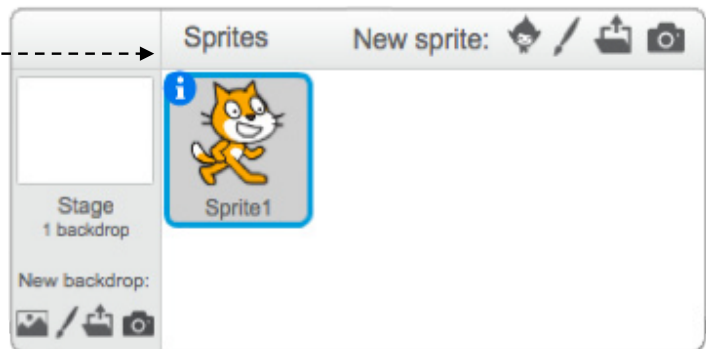 Sprites
New sprite:
Stage
1 backdrop
New backdrop:
Sprite1